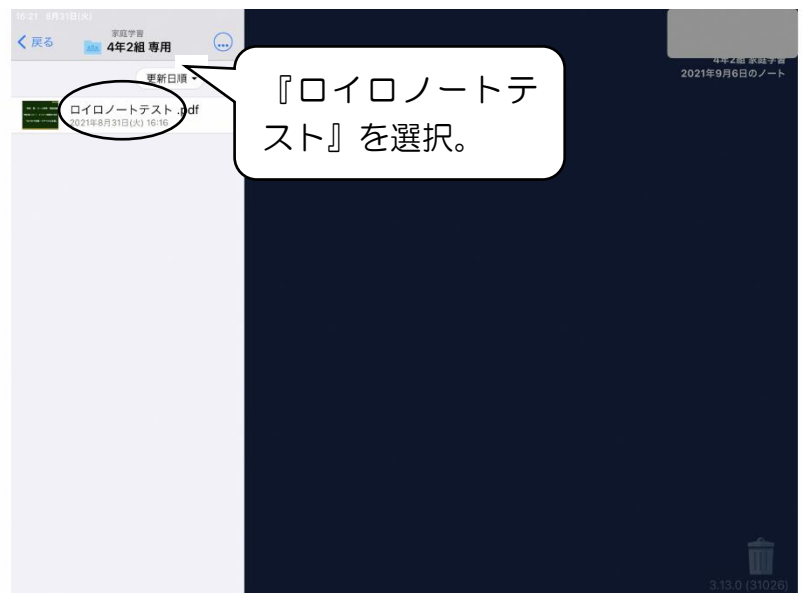 16:21 8月31日(火)
家庭学習
戻る
4年2組 専用
更新日順
ロイロノートテスト .pdf
2021年8月31日(火) 16:16
『ロイロノートテ
スト』を選択。
4年2組 家庭学習
2021年9月6日のノート
3.13.0 (31026)